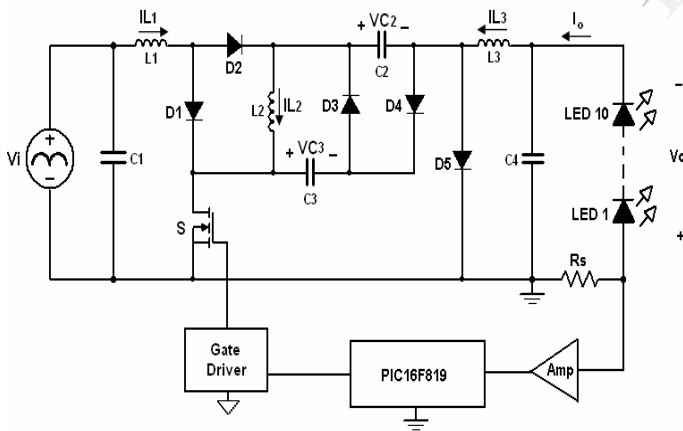 IL1
L1
D2
+ VC2 −
C2
IL3
L3
Io
D1
L2
IL2
D3
D4
+ VC3 −
C3
D5
C4
C1
Vi
+
−
LED 10
LED 1
−
Vo
+
S
Rs
Gate
Driver
PIC16F819
Amp